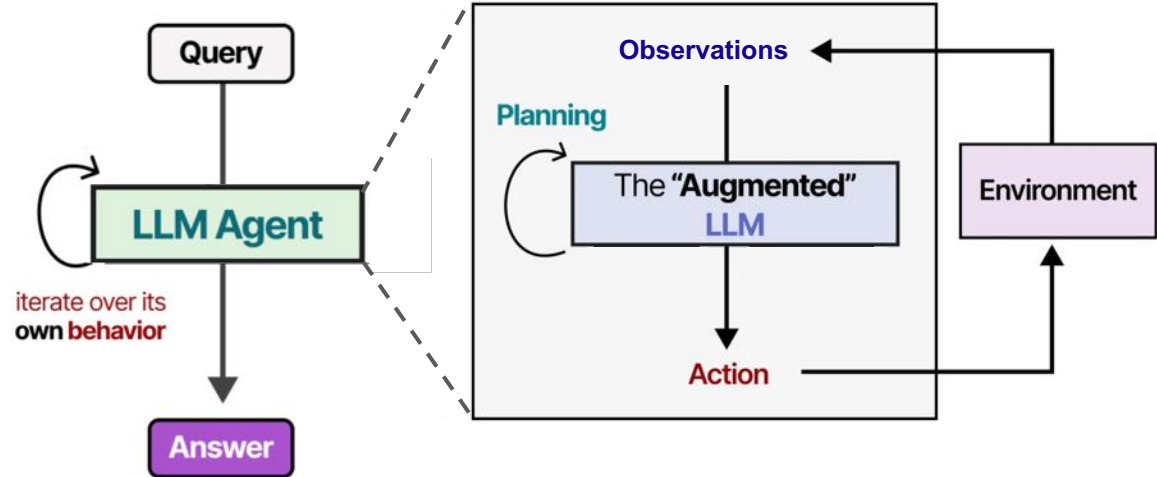 Query
LLM Agent
iterate over its
own behavior
Answer
Observations
Planning
The “Augmented”
LLM
Action
Environment